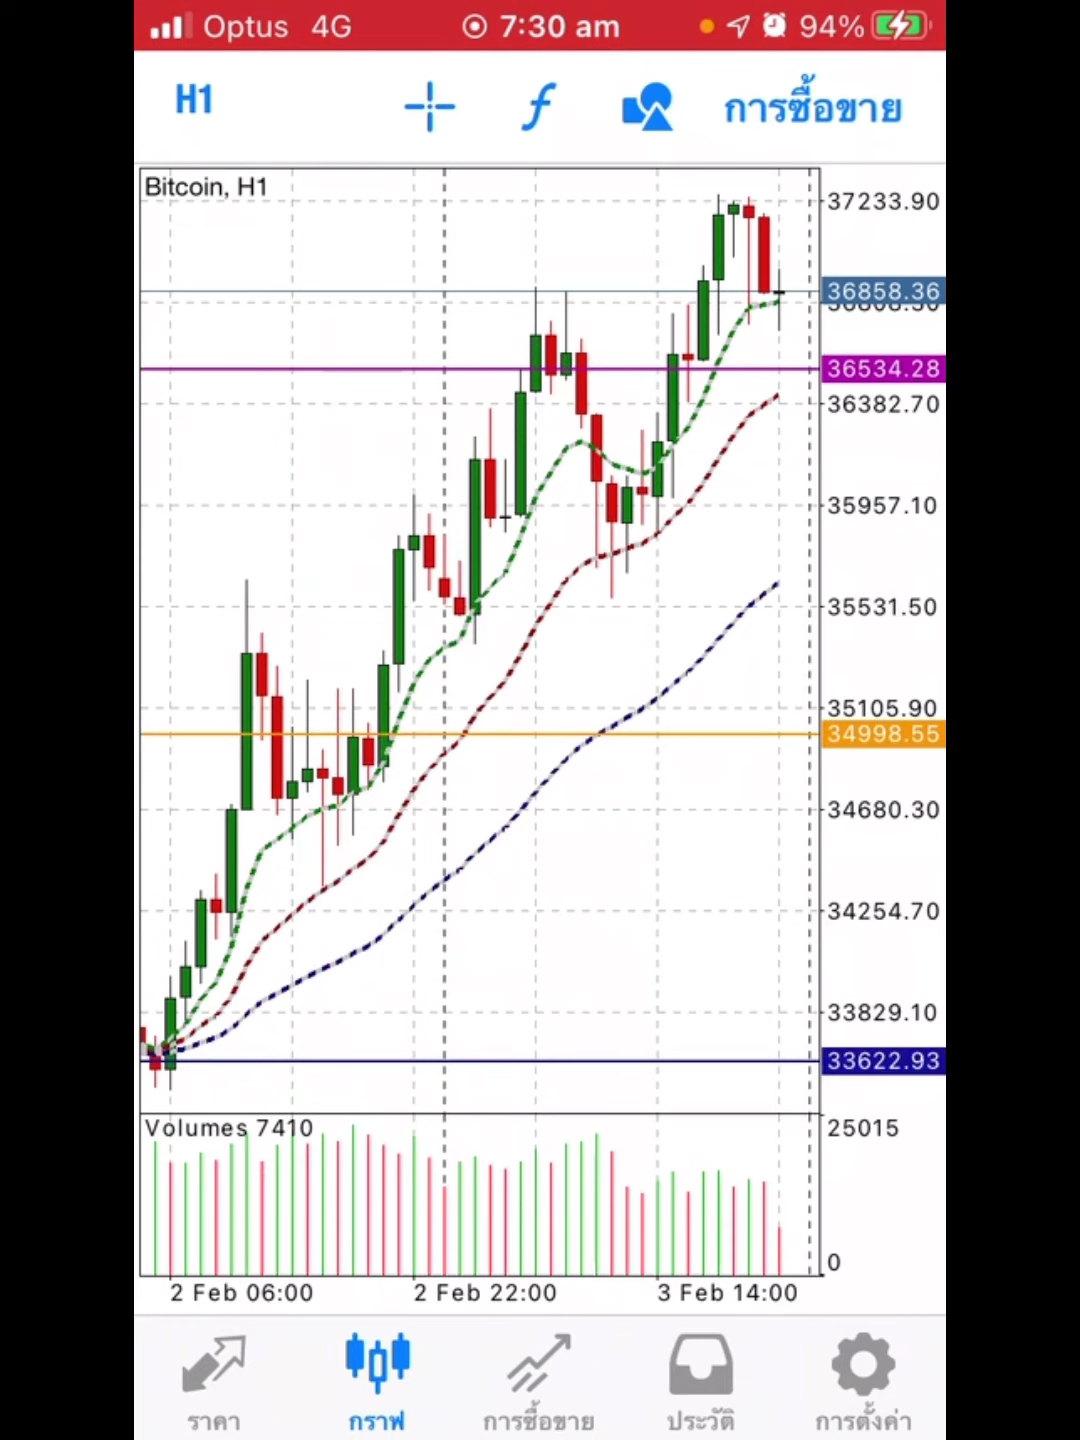 Optus 4G 7:30 am 94%
H1 f การซื้อขาย
Bitcoin, H1
37233.90
36858.36
36808.30
36534.28
36382.70
35957.10
35531.50
35105.90
34998.55
34680.30
34254.70
33829.10
33622.93
Volumes 7410
25015
0
2 Feb 06:00 2 Feb 22:00 3 Feb 14:00
ราคา กราฟ การซื้อขาย ประวัติ การตั้งค่า